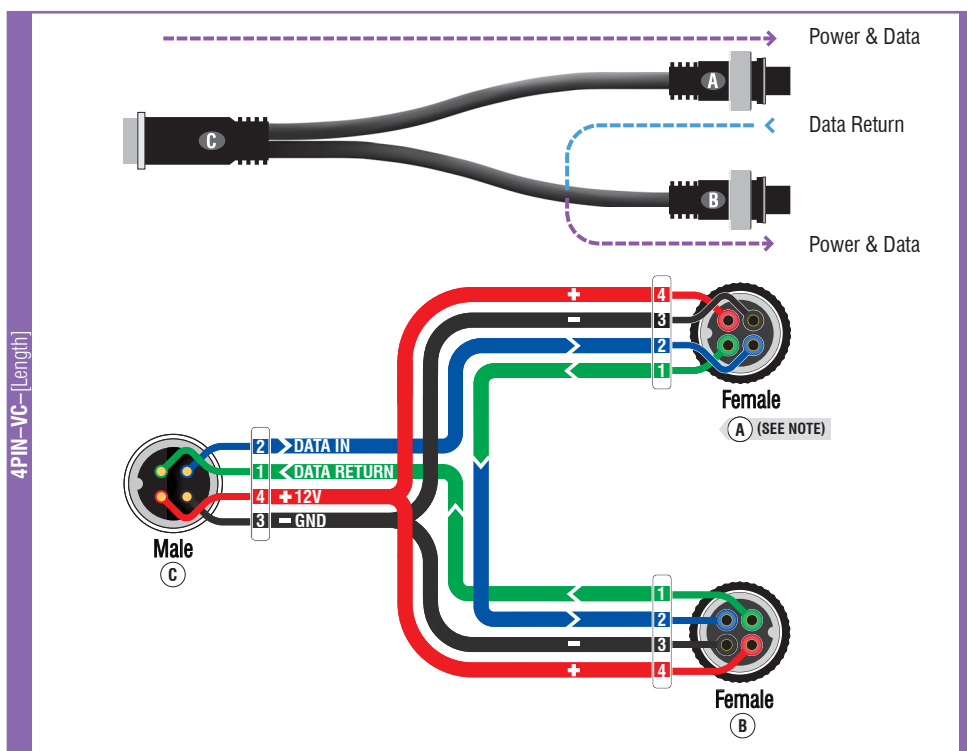 4PIN–VC–[Length]
Power & Data
A
Data Return
C
B
Power & Data
+
4
–
3
2
1
Female
A (SEE NOTE)
2 DATA IN
1 DATA RETURN
4 + 12V
3 – GND
Male
C
1
2
–
3
+
4
Female
B